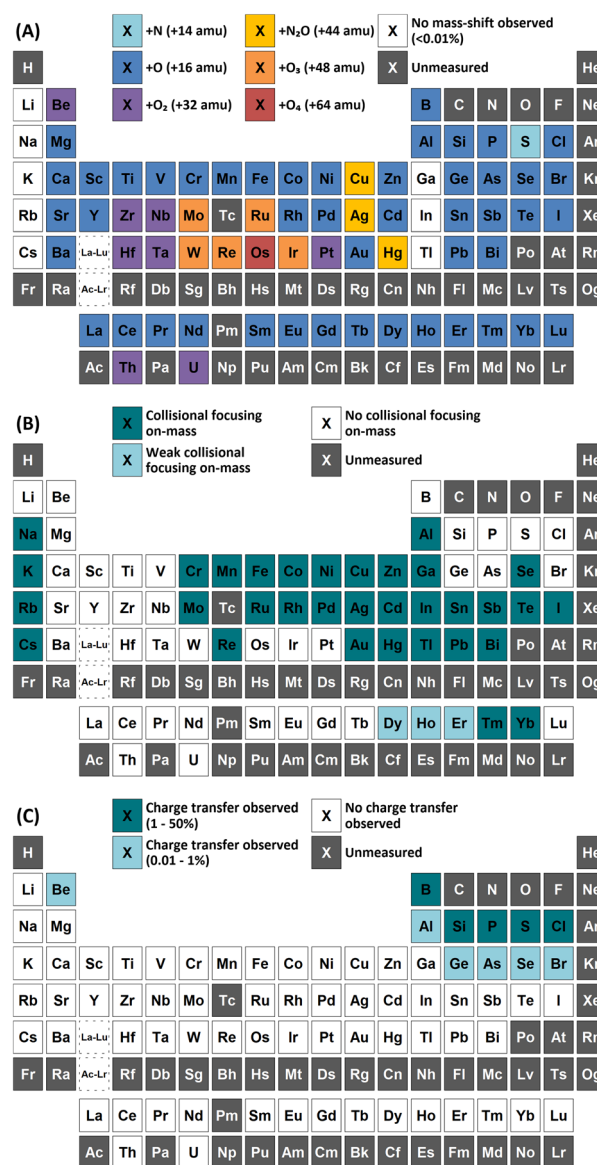 (A)
X +N (+14 amu) X +N₂O (+44 amu) X No mass-shift observed (<0.01%)
X +O (+16 amu) X +O₃ (+48 amu) X Unmeasured
X +O₂ (+32 amu) X +O₄ (+64 amu)
H He
Li Be B C N O F Ne
Na Mg Al Si P S Cl Ar
K Ca Sc Ti V Cr Mn Fe Co Ni Cu Zn Ga Ge As Se Br Kr
Rb Sr Y Zr Nb Mo Tc Ru Rh Pd Ag Cd In Sn Sb Te I Xe
Cs Ba La-Lu Hf Ta W Re Os Ir Pt Au Hg Tl Pb Bi Po At Rn
Fr Ra Ac-Lr Rf Db Sg Bh Hs Mt Ds Rg Cn Nh Fl Mc Lv Ts Og
La Ce Pr Nd Pm Sm Eu Gd Tb Dy Ho Er Tm Yb Lu
Ac Th Pa U Np Pu Am Cm Bk Cf Es Fm Md No Lr
(B)
X Collisional focusing on-mass X No collisional focusing on-mass
X Weak collisional focusing on-mass X Unmeasured
H He
Li Be B C N O F Ne
Na Mg Al Si P S Cl Ar
K Ca Sc Ti V Cr Mn Fe Co Ni Cu Zn Ga Ge As Se Br Kr
Rb Sr Y Zr Nb Mo Tc Ru Rh Pd Ag Cd In Sn Sb Te I Xe
Cs Ba La-Lu Hf Ta W Re Os Ir Pt Au Hg Tl Pb Bi Po At Rn
Fr Ra Ac-Lr Rf Db Sg Bh Hs Mt Ds Rg Cn Nh Fl Mc Lv Ts Og
La Ce Pr Nd Pm Sm Eu Gd Tb Dy Ho Er Tm Yb Lu
Ac Th Pa U Np Pu Am Cm Bk Cf Es Fm Md No Lr
(C)
X Charge transfer observed (1 - 50%) X No charge transfer observed
X Charge transfer observed (0.01 - 1%) X Unmeasured
H He
Li Be B C N O F Ne
Na Mg Al Si P S Cl Ar
K Ca Sc Ti V Cr Mn Fe Co Ni Cu Zn Ga Ge As Se Br Kr
Rb Sr Y Zr Nb Mo Tc Ru Rh Pd Ag Cd In Sn Sb Te I Xe
Cs Ba La-Lu Hf Ta W Re Os Ir Pt Au Hg Tl Pb Bi Po At Rn
Fr Ra Ac-Lr Rf Db Sg Bh Hs Mt Ds Rg Cn Nh Fl Mc Lv Ts Og
La Ce Pr Nd Pm Sm Eu Gd Tb Dy Ho Er Tm Yb Lu
Ac Th Pa U Np Pu Am Cm Bk Cf Es Fm Md No Lr